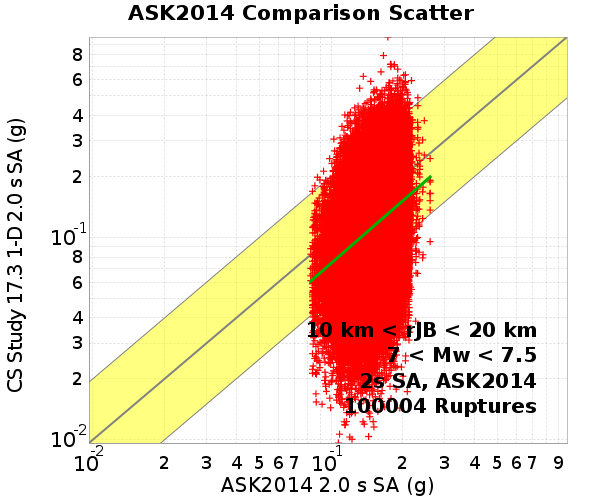 ASK2014 Comparison Scatter
CS Study 17.3 1-D 2.0 s SA (g)
8
6
4
3
2
10-1
8
6
4
3
2
10-2
10 km < rJB < 20 km
7 < Mw < 7.5
2s SA, ASK2014
100004 Ruptures
10-2 2 3 4 5 6 7 10-1 2 3 4 5 6 7 9
ASK2014 2.0 s SA (g)